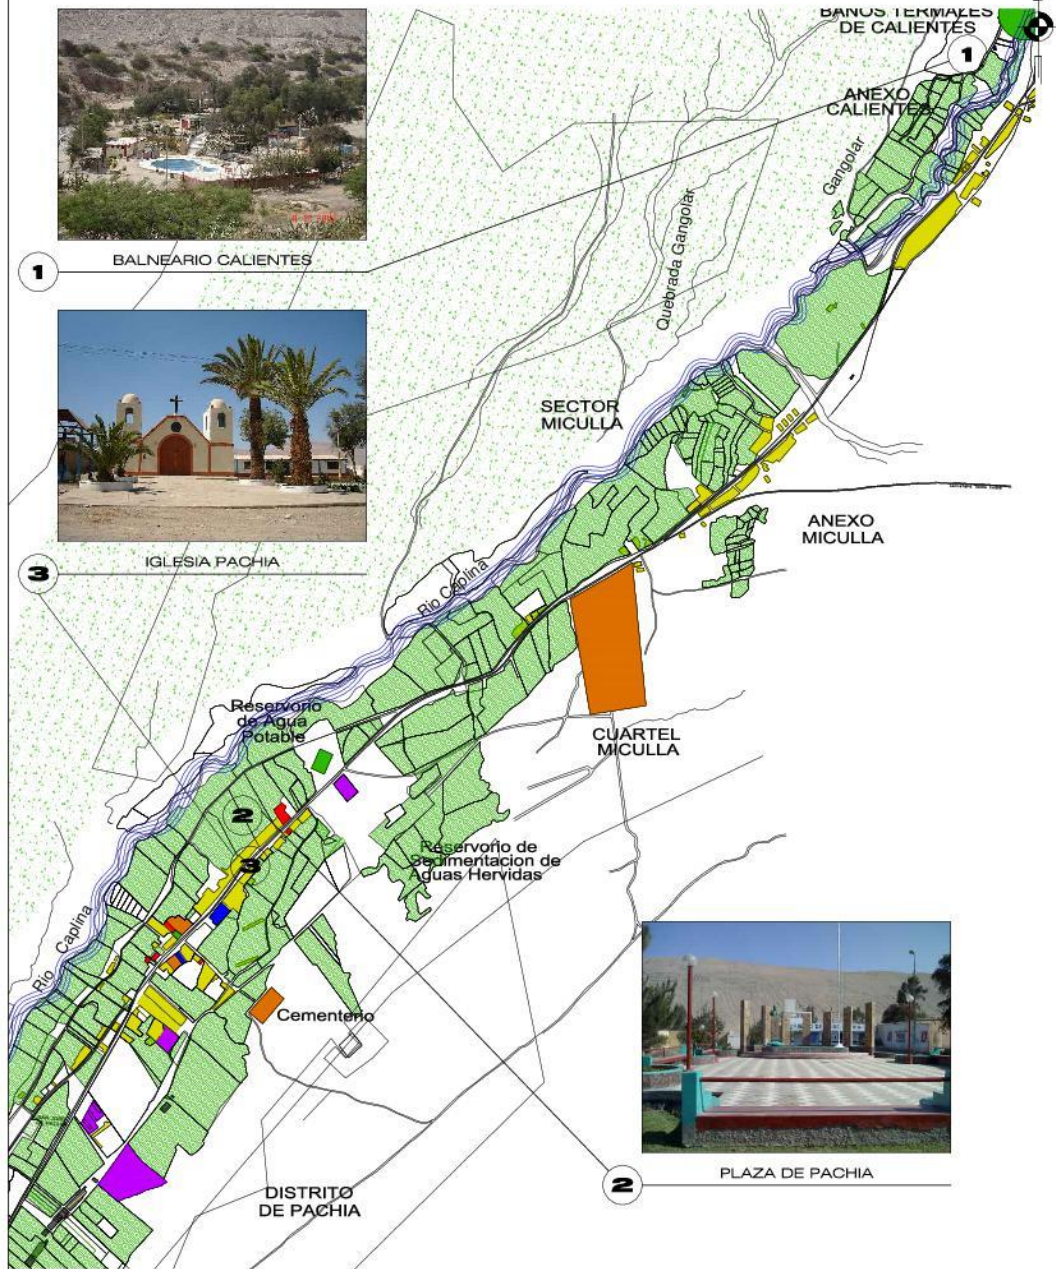 BAÑOS TERMALES
DE CALIENTES
1
ANEXO
CALIENTES
Gangolar
BALNEARIO CALIENTES
1
Quebrada Gangolar
SECTOR
MICULLA
ANEXO
MICULLA
IGLESIA PACHIA
3
Rio Caplina
Reservorio
de Agua
Potable
CUARTEL
MICULLA
2
Reservorio de
Sedimentacion de
Aguas Hervidas
3
Rio Caplina
Cementerio
DISTRITO
DE PACHIA
PLAZA DE PACHIA
2